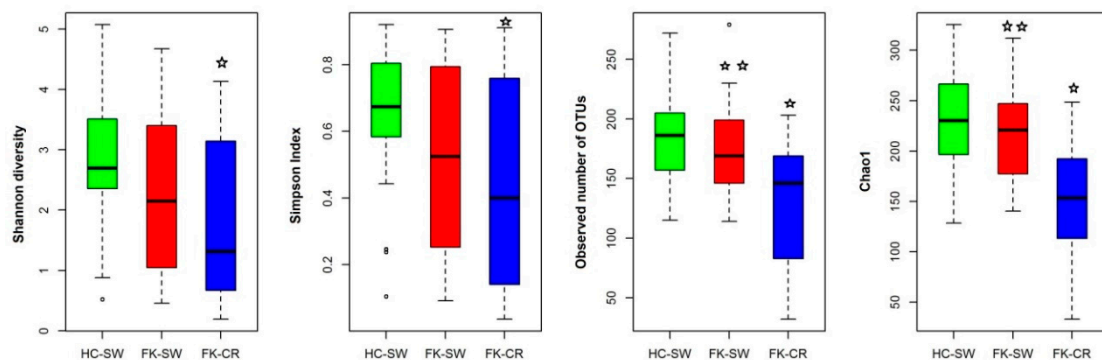 Shannon diversity
0 1 2 3 4 5
HC-SW FK-SW FK-CR
Simpson Index
0.2 0.4 0.6 0.8
HC-SW FK-SW FK-CR
Observed number of OTUs
50 100 150 200 250
HC-SW FK-SW FK-CR
Chao1
50 100 150 200 250 300
HC-SW FK-SW FK-CR